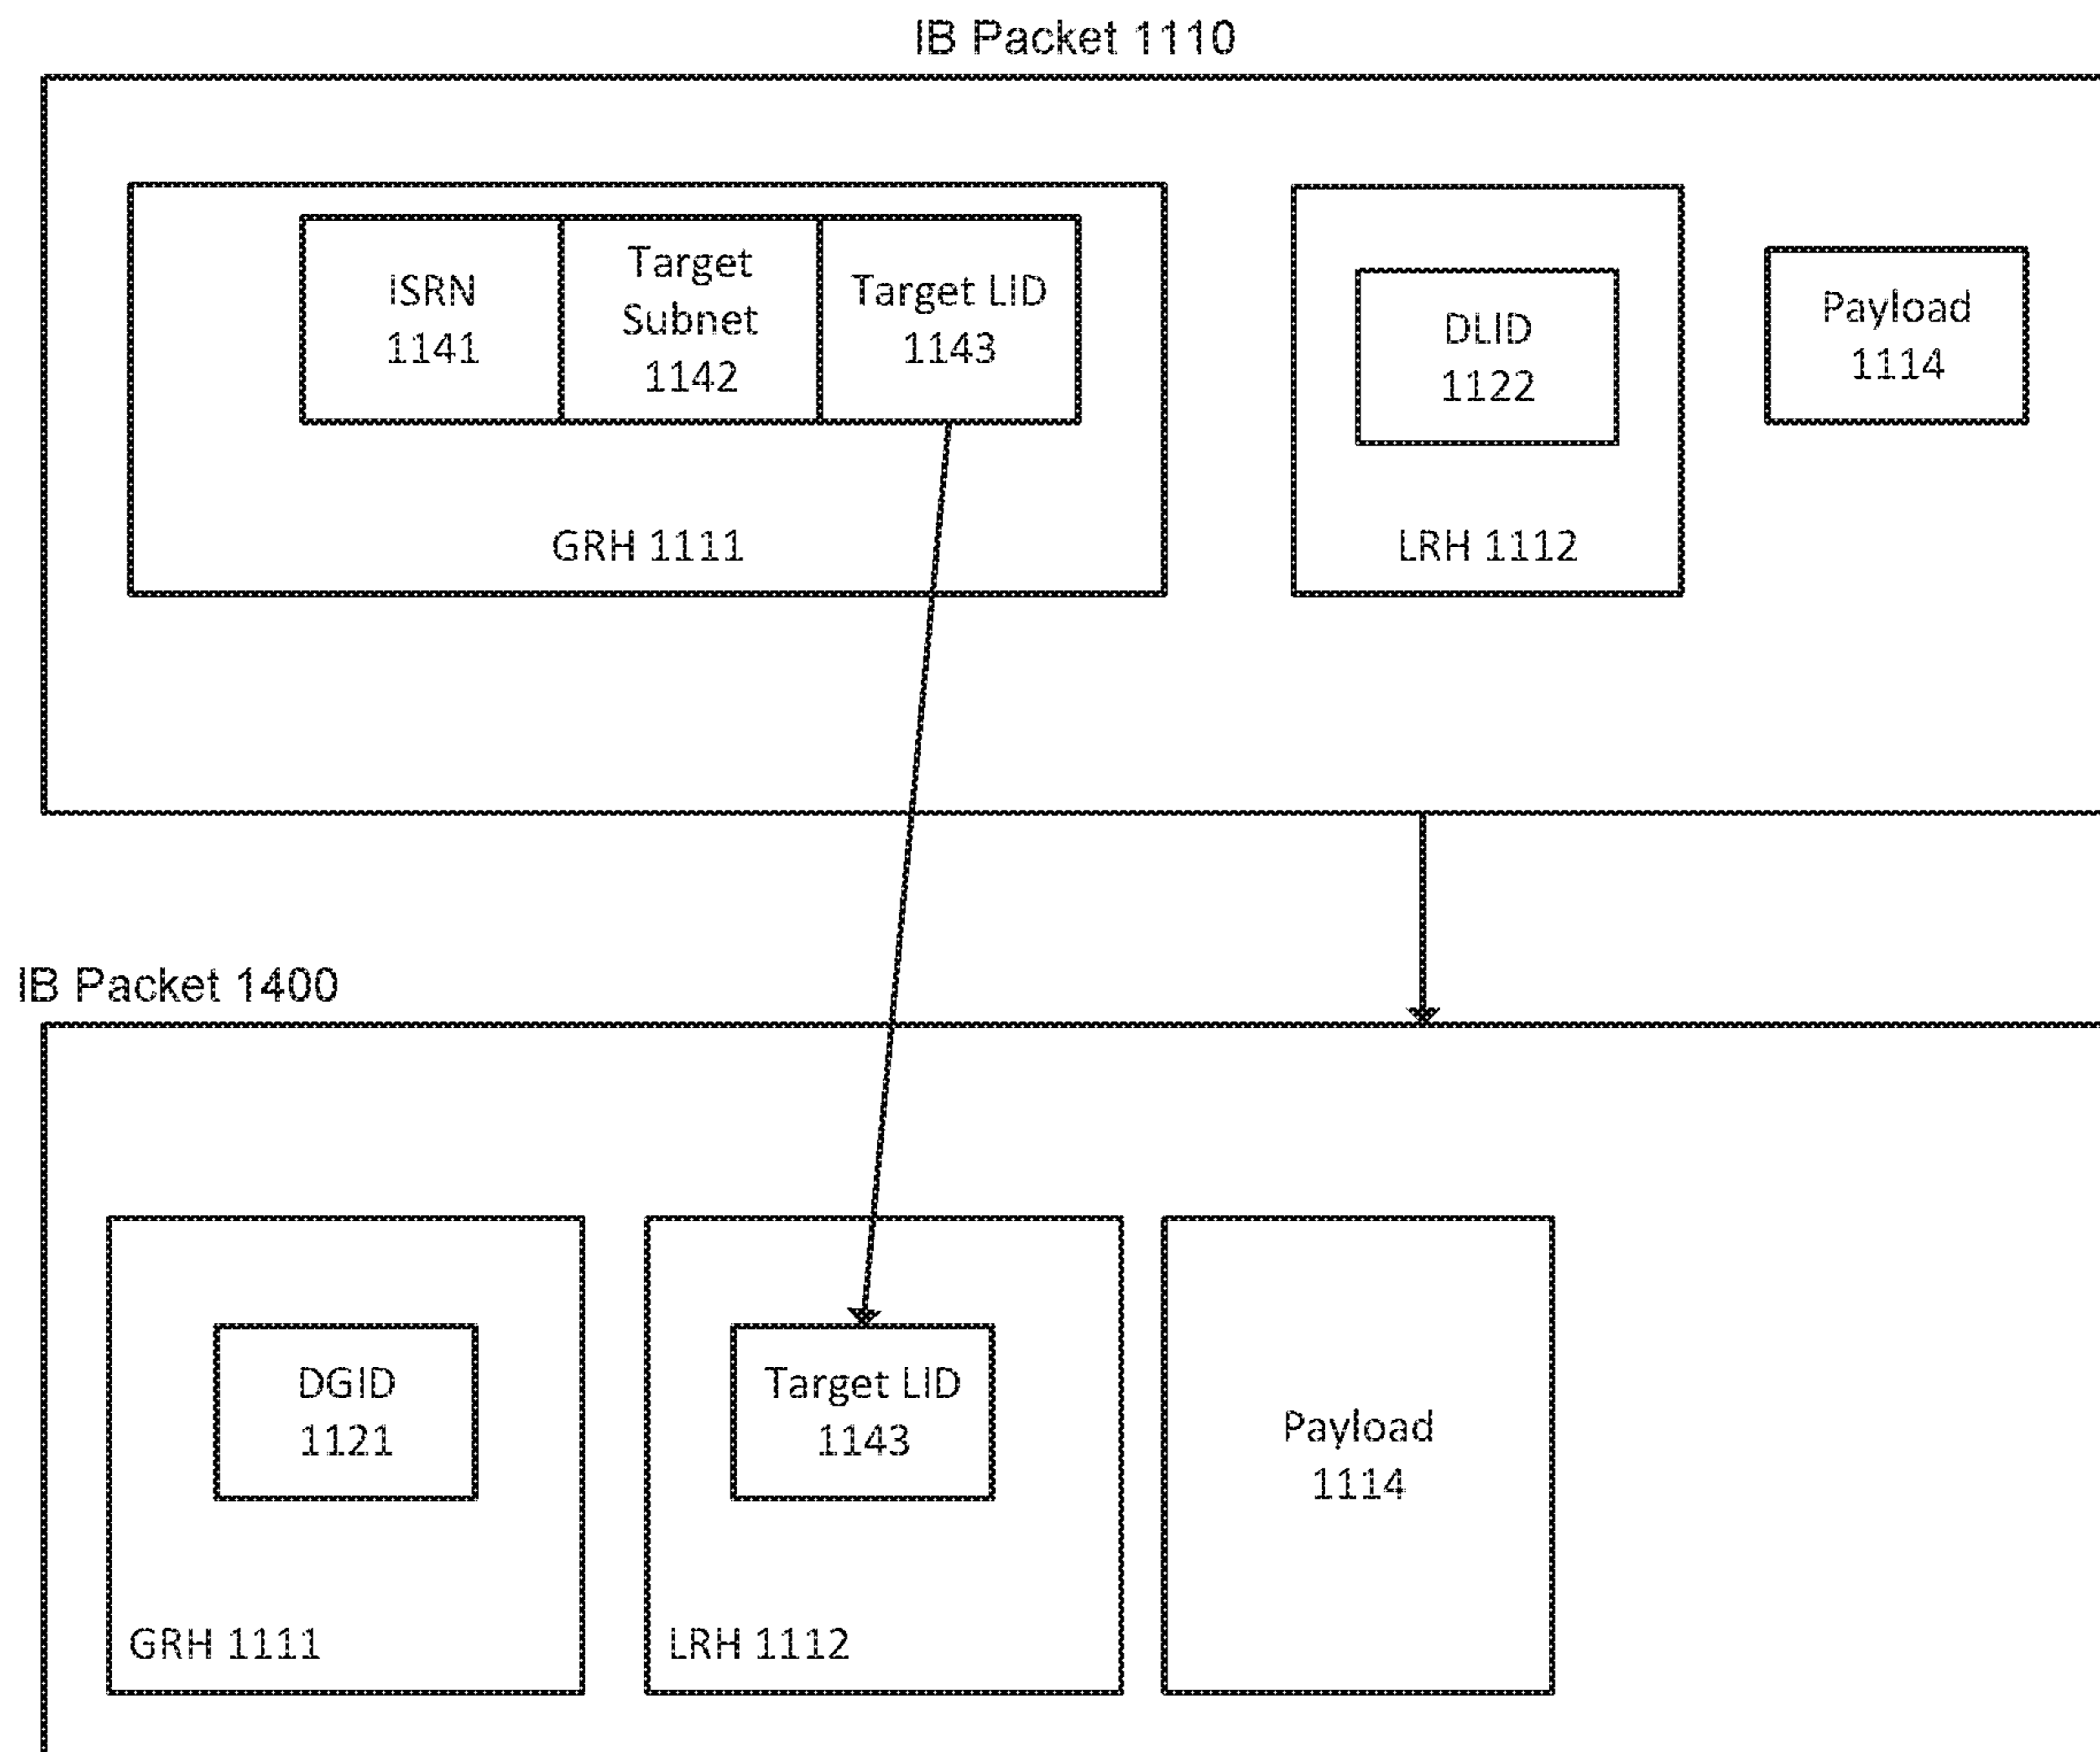 IB Packet 1110
ISRN
1141
Target
Subnet
1142
Target LID
1143
GRH 1111
DLID
1122
LRH 1112
Payload
1114
IB Packet 1400
DGID
1121
GRH 1111
Target LID
1143
LRH 1112
Payload
1114